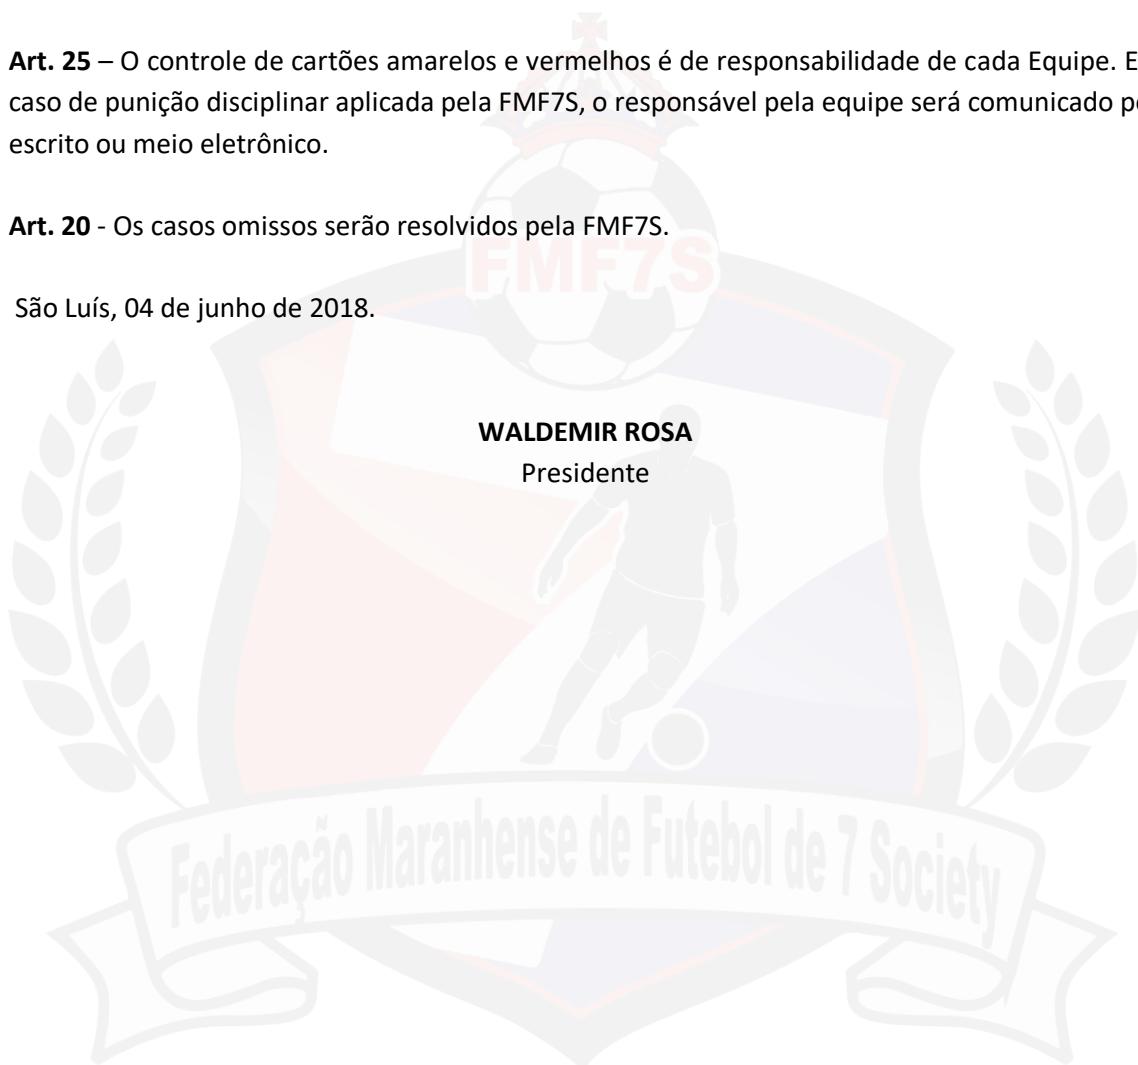 Art. 25 – O controle de cartões amarelos e vermelhos é de responsabilidade de cada Equipe. E
caso de punição disciplinar aplicada pela FMF7S, o responsável pela equipe será comunicado po
escrito ou meio eletrônico.
Art. 20 - Os casos omissos serão resolvidos pela FMF7S.
FMF7S
São Luís, 04 de junho de 2018.
WALDEMIR ROSA
Presidente
Federação Maranhense de Futebol de 7 Society